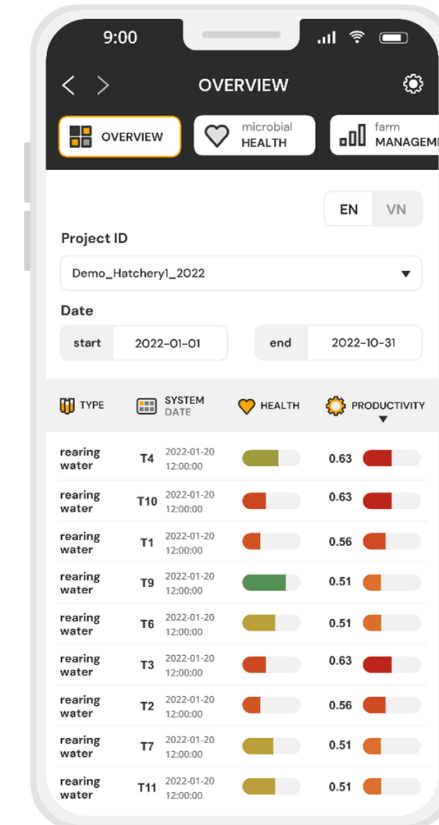 9:00
OVERVIEW
OVERVIEW
microbial
HEALTH
farm
MANAGEM
EN VN
Project ID
Demo_Hatchery1_2022
Date
start 2022-01-01 end 2022-10-31
TYPE SYSTEM DATE HEALTH PRODUCTIVITY
rearing water T4 2022-01-20 12:00:00 0.63
rearing water T10 2022-01-20 12:00:00 0.63
rearing water T1 2022-01-20 12:00:00 0.56
rearing water T9 2022-01-20 12:00:00 0.51
rearing water T6 2022-01-20 12:00:00 0.51
rearing water T3 2022-01-20 12:00:00 0.63
rearing water T2 2022-01-20 12:00:00 0.56
rearing water T7 2022-01-20 12:00:00 0.51
rearing water T11 2022-01-20 12:00:00 0.51